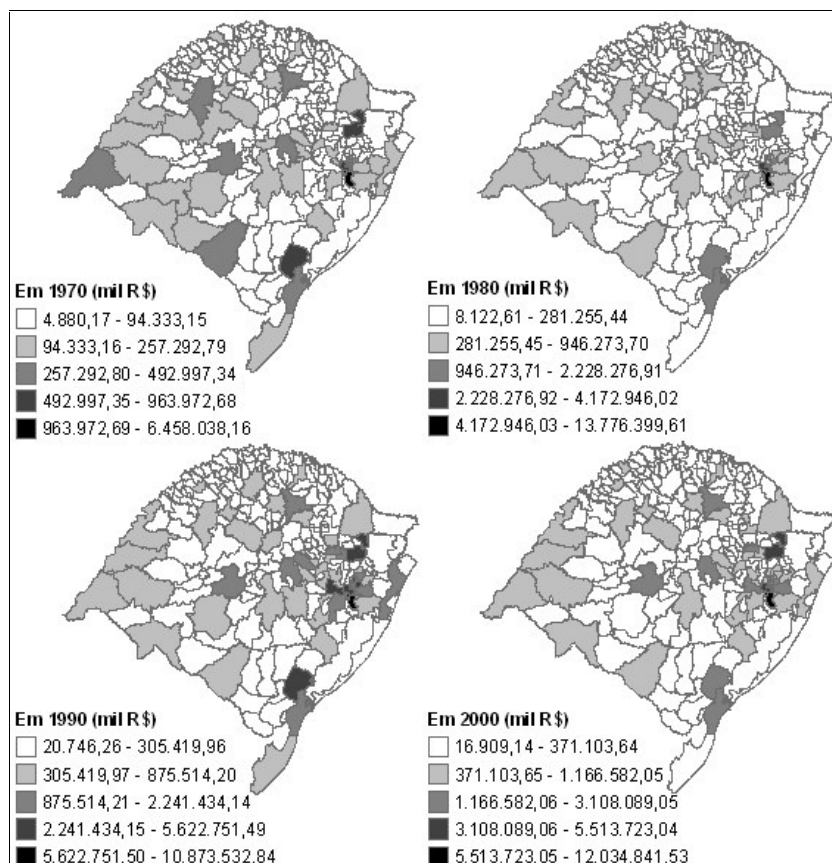 Em 1970 (mil R$)
4.880,17 - 94.333,15
94.333,16 - 257.292,79
257.292,80 - 492.997,34
492.997,35 - 963.972,68
963.972,69 - 6.458.038,16
Em 1980 (mil R$)
8.122,61 - 281.255,44
281.255,45 - 946.273,70
946.273,71 - 2.228.276,91
2.228.276,92 - 4.172.946,02
4.172.946,03 - 13.776.399,61
Em 1990 (mil R$)
20.746,26 - 305.419,96
305.419,97 - 875.514,20
875.514,21 - 2.241.434,14
2.241.434,15 - 5.622.751,49
5.622.751,50 - 10.873.532,84
Em 2000 (mil R$)
16.909,14 - 371.103,64
371.103,65 - 1.166.582,05
1.166.582,06 - 3.108.089,05
3.108.089,06 - 5.513.723,04
5.513.723,05 - 12.034.841,53